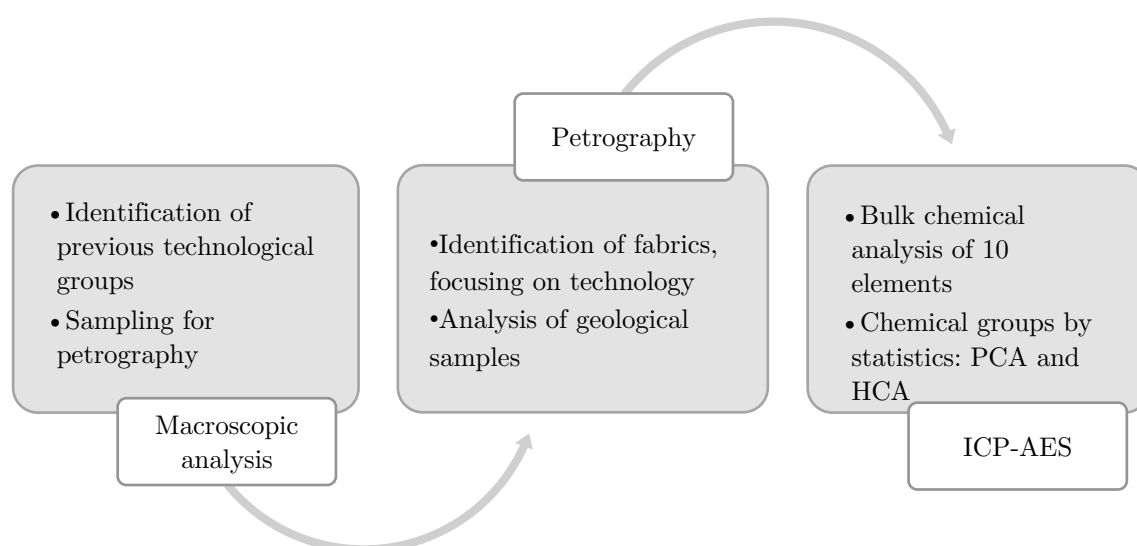 • Identification of
previous technological
groups
• Sampling for
petrography
Macroscopic
analysis
Petrography
•Identification of fabrics,
focusing on technology
•Analysis of geological
samples
• Bulk chemical
analysis of 10
elements
• Chemical groups by
statistics: PCA and
HCA
ICP-AES